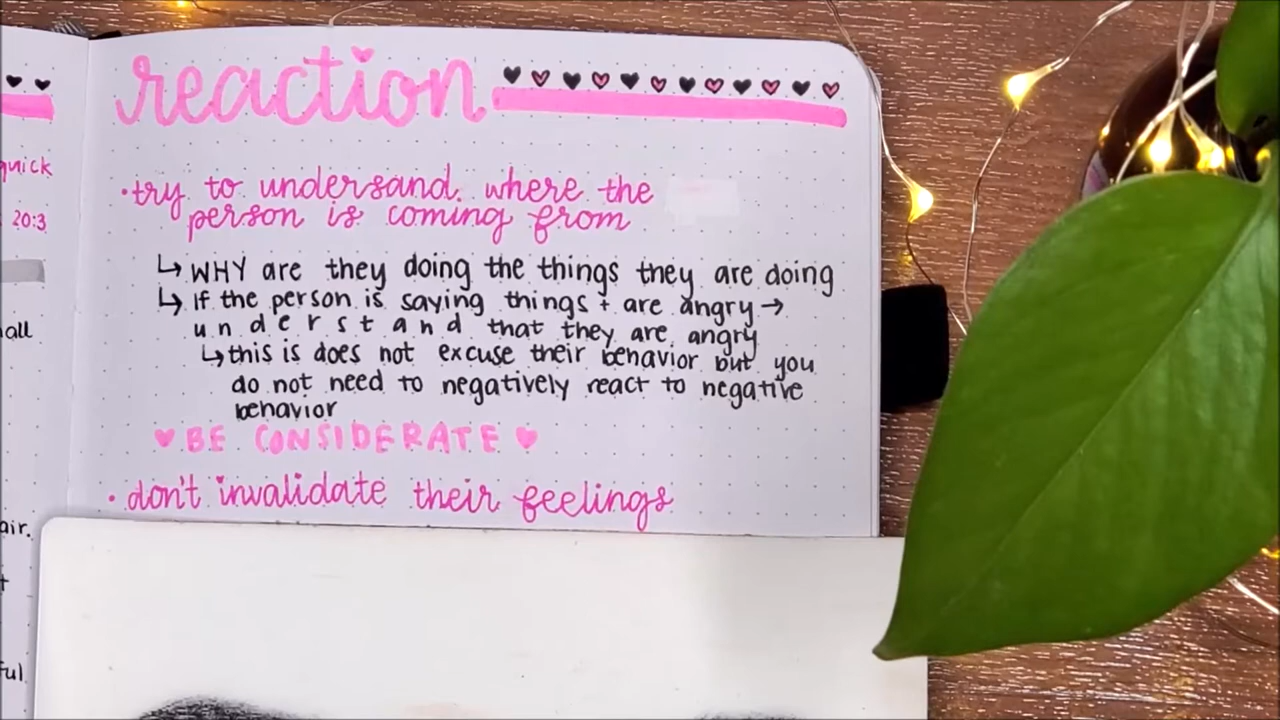 reaction
quick
20:3
•try to undersand where the
person is coming from
↳ WHY are they doing the things they are doing
↳ if the person is saying things + are angry →
understand that they are angry
↳ this is does not excuse their behavior but you
do not need to negatively react to negative
behavior
♥ BE CONSIDERATE ♥
• don't invalidate their feelings